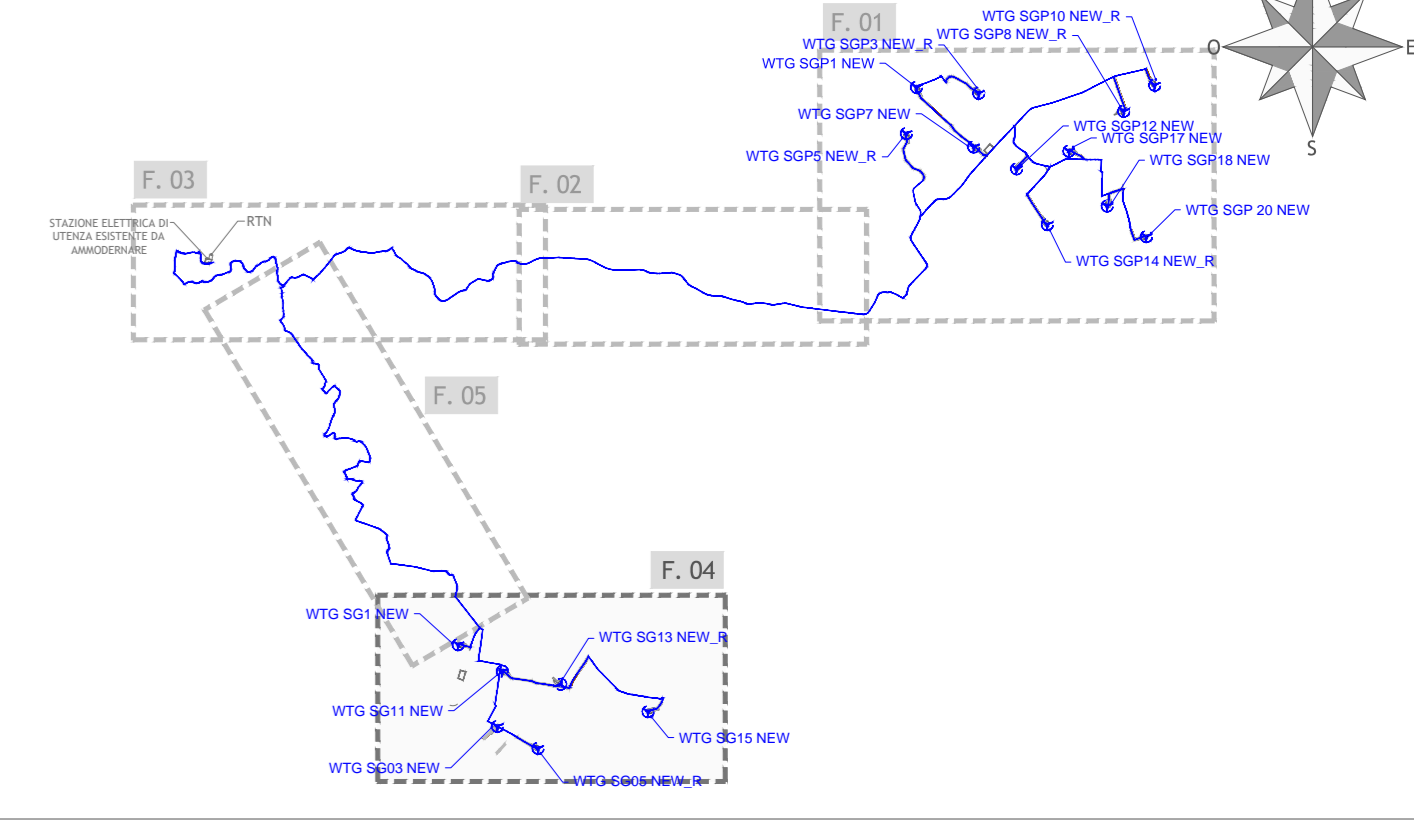 WTG SGP10 NEW_R
F. 01
WTG SGP8 NEW_R
WTG SGP3 NEW_R
O
E
WTG SGP1 NEW
WTG SGP7 NEW
WTG SGP12 NEW
WTG SGP17 NEW
S
WTG SGP5 NEW_R
WTG SGP18 NEW
F. 03
F. 02
WTG SGP 20 NEW
STAZIONE ELETTRICA DI
UTENZA ESISTENTE DA
AMMODERNARE
RTN
WTG SGP14 NEW_R
F. 05
F. 04
WTG SG1 NEW
WTG SG13 NEW_R
WTG SG11 NEW
WTG SG15 NEW
WTG SG03 NEW
WTG SG05 NEW_R